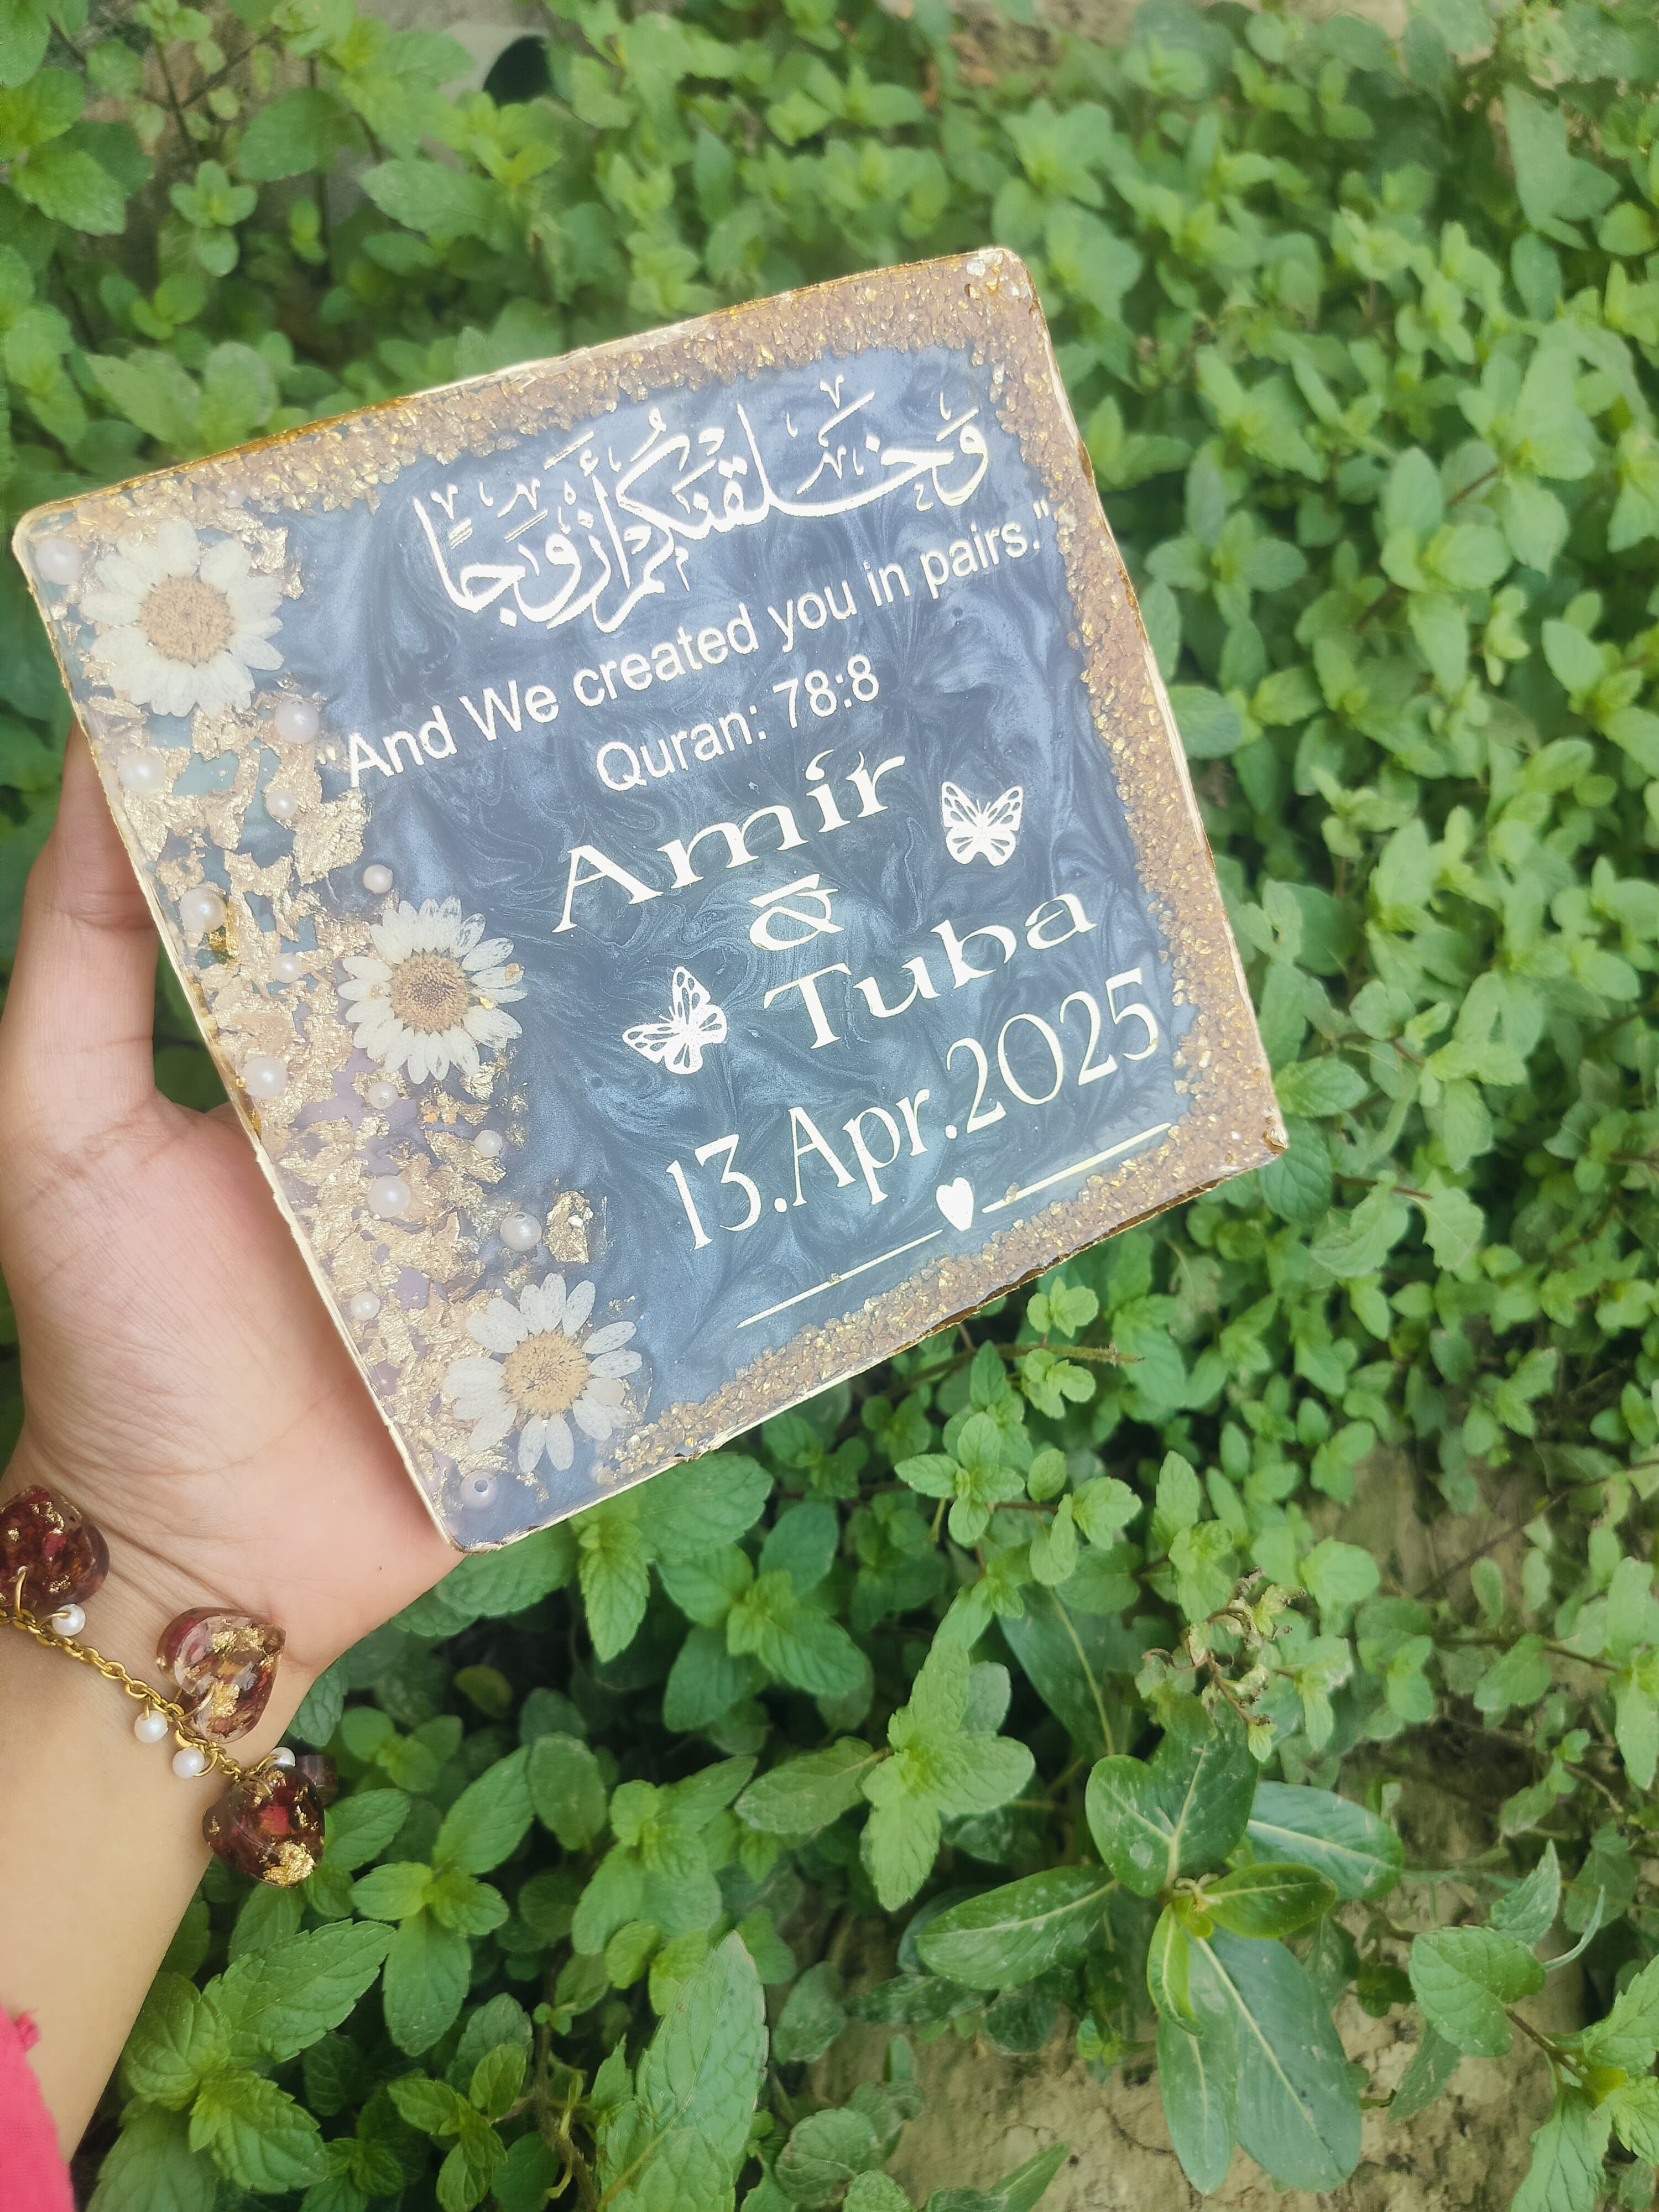 وَخَلَقْنَكُمْ أَزْوَجًا
"And We created you in pairs."
Quran: 78:8
Amir
&
Tuba
13.Apr.2025